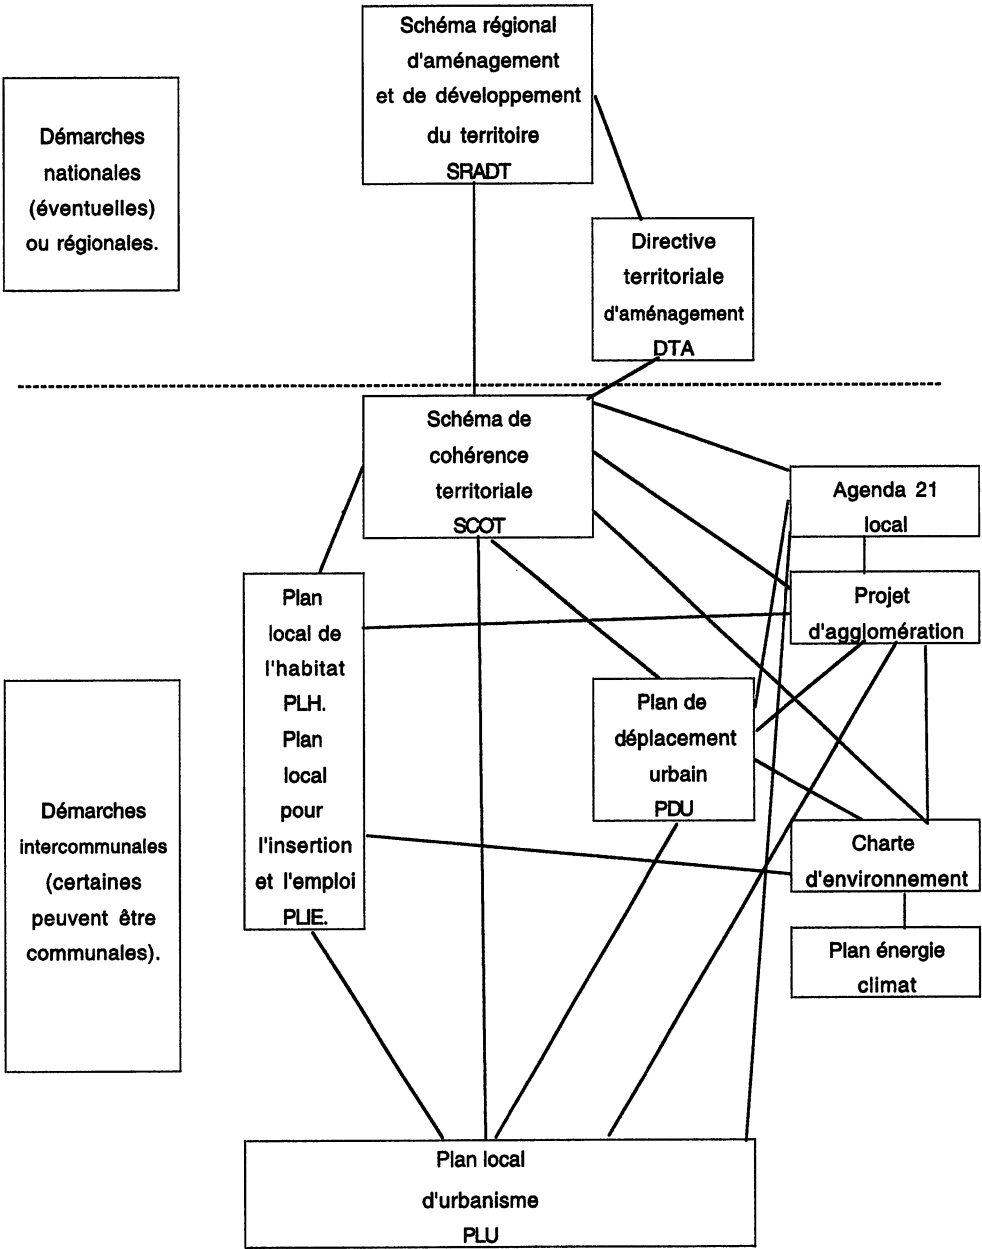 Schéma régional
d'aménagement
et de développement
du territoire
SRADT
Démarches
nationales
(éventuelles)
ou régionales.
Directive
territoriale
d'aménagement
DTA
Schéma de
cohérence
territoriale
SCOT
Agenda 21
local
Projet
d'agglomération
Plan
local de
l'habitat
PLH.
Plan
local
pour
l'insertion
et l'emploi
PLIE.
Plan de
déplacement
urbain
PDU
Démarches
intercommunales
(certaines
peuvent être
communales).
Charte
d'environnement
Plan énergie
climat
Plan local
d'urbanisme
PLU